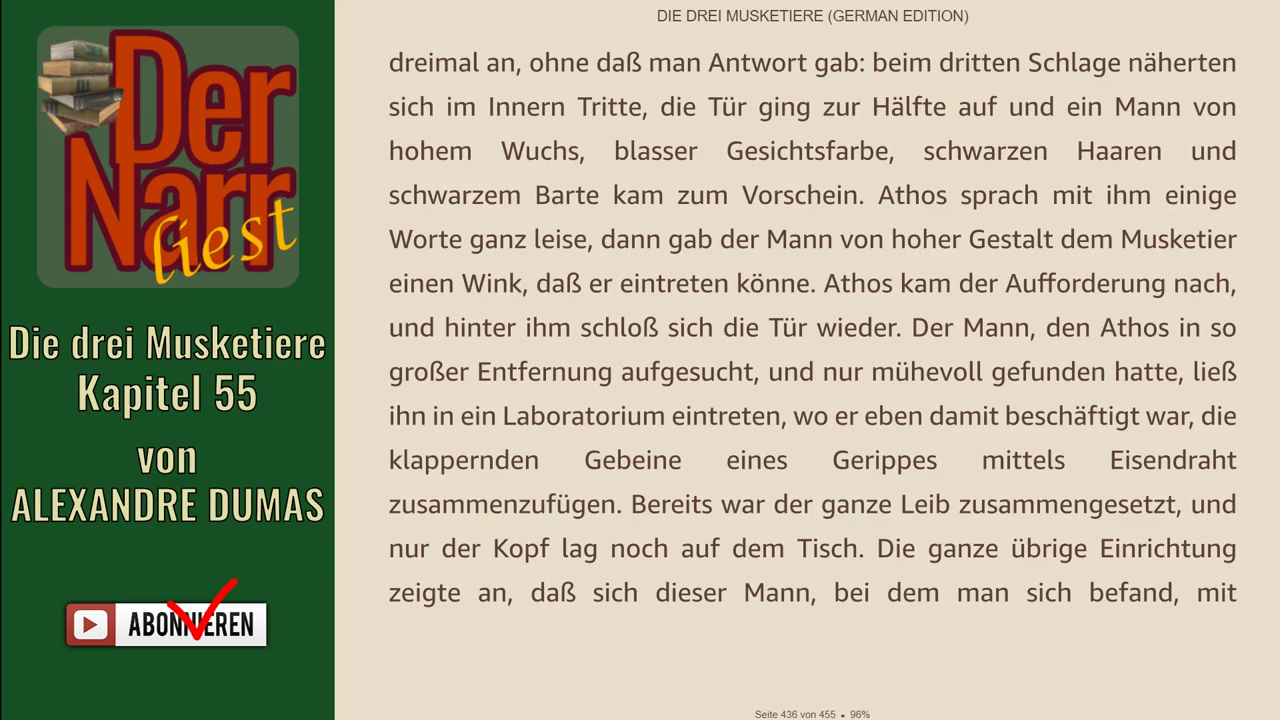 Der
Narr
liest
Die drei Musketiere
Kapitel 55
von
ALEXANDRE DUMAS
ABONNIEREN
DIE DREI MUSKETIERE (GERMAN EDITION)
dreimal an, ohne daß man Antwort gab: beim dritten Schlage näherten
sich im Innern Tritte, die Tür ging zur Hälfte auf und ein Mann von
hohem Wuchs, blasser Gesichtsfarbe, schwarzen Haaren und
schwarzem Barte kam zum Vorschein. Athos sprach mit ihm einige
Worte ganz leise, dann gab der Mann von hoher Gestalt dem Musketier
einen Wink, daß er eintreten könne. Athos kam der Aufforderung nach,
und hinter ihm schloß sich die Tür wieder. Der Mann, den Athos in so
großer Entfernung aufgesucht, und nur mühevoll gefunden hatte, ließ
ihn in ein Laboratorium eintreten, wo er eben damit beschäftigt war, die
klappernden Gebeine eines Gerippes mittels Eisendraht
zusammenzufügen. Bereits war der ganze Leib zusammengesetzt, und
nur der Kopf lag noch auf dem Tisch. Die ganze übrige Einrichtung
zeigte an, daß sich dieser Mann, bei dem man sich befand, mit
Seite 436 von 455 • 96%